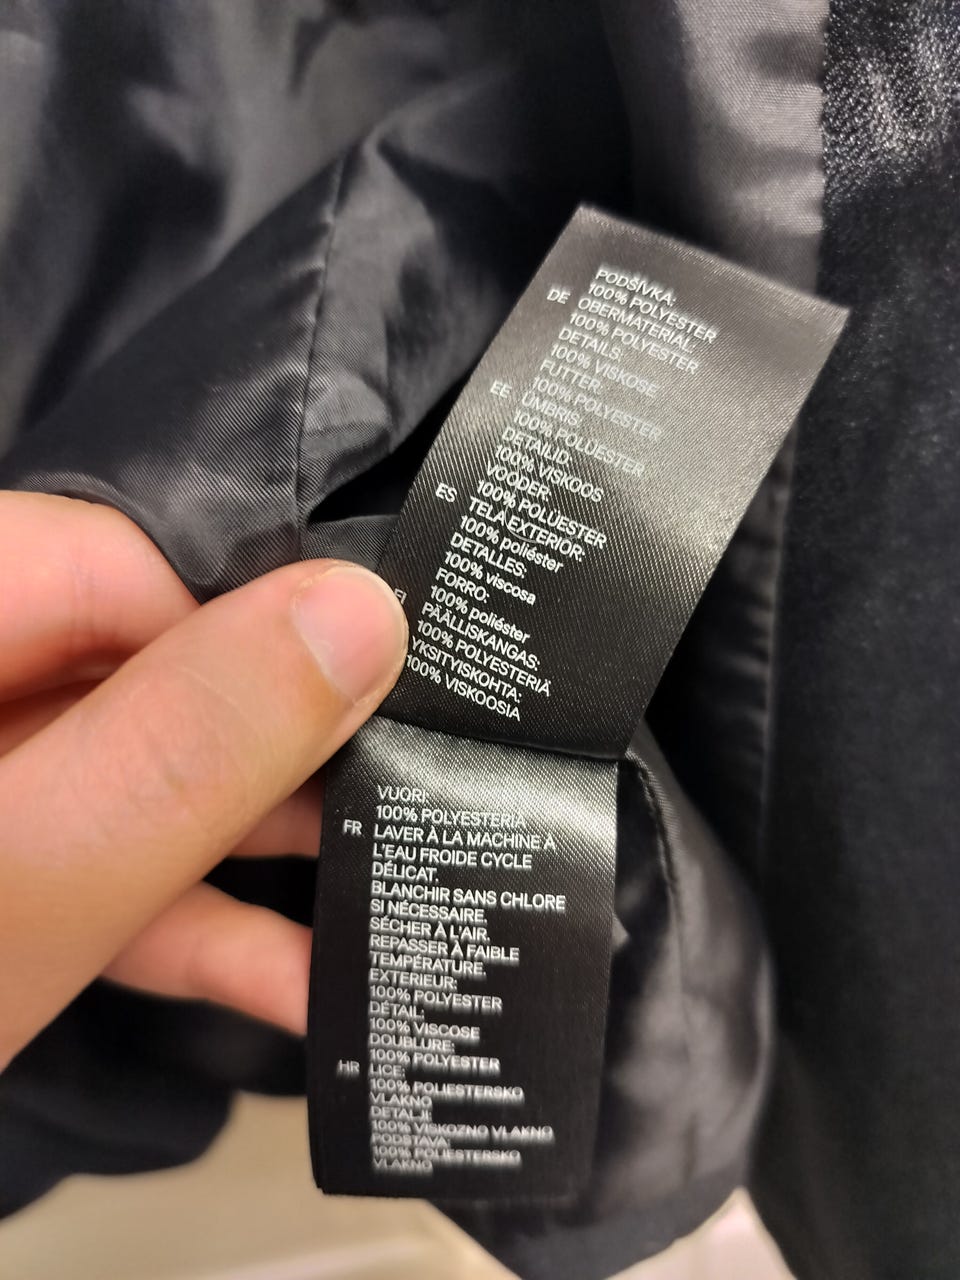 PODŠÍVKA:
100% POLYESTER
DE OBERMATERIAL:
100% POLYESTER
DETAILS:
100% VISKOSE
FUTTER:
100% POLYESTER
EE ÜMBRIS:
100% POLÜESTER
DETAILID:
100% VISKOOS
VOODER:
100% POLÜESTER
ES TELA EXTERIOR:
100% poliéster
DETALLES:
100% viscosa
FORRO:
100% poliéster
FI PÄÄLLISKANGAS:
100% POLYESTERIÄ
YKSITYISKOHTA:
100% VISKOOSIA
VUORI:
100% POLYESTERIÄ
FR LAVER À LA MACHINE À
L'EAU FROIDE CYCLE
DÉLICAT.
BLANCHIR SANS CHLORE
SI NÉCESSAIRE.
SÉCHER À L'AIR.
REPASSER À FAIBLE
TEMPÉRATURE.
EXTERIEUR:
100% POLYESTER
DÉTAIL:
100% VISCOSE
DOUBLURE:
100% POLYESTER
HR LICE:
100% POLIESTERSKO
VLAKNO
DETALJI:
100% VISKOZNO VLAKNO
PODSTAVA:
100% POLIESTERSKO
VLAKNO